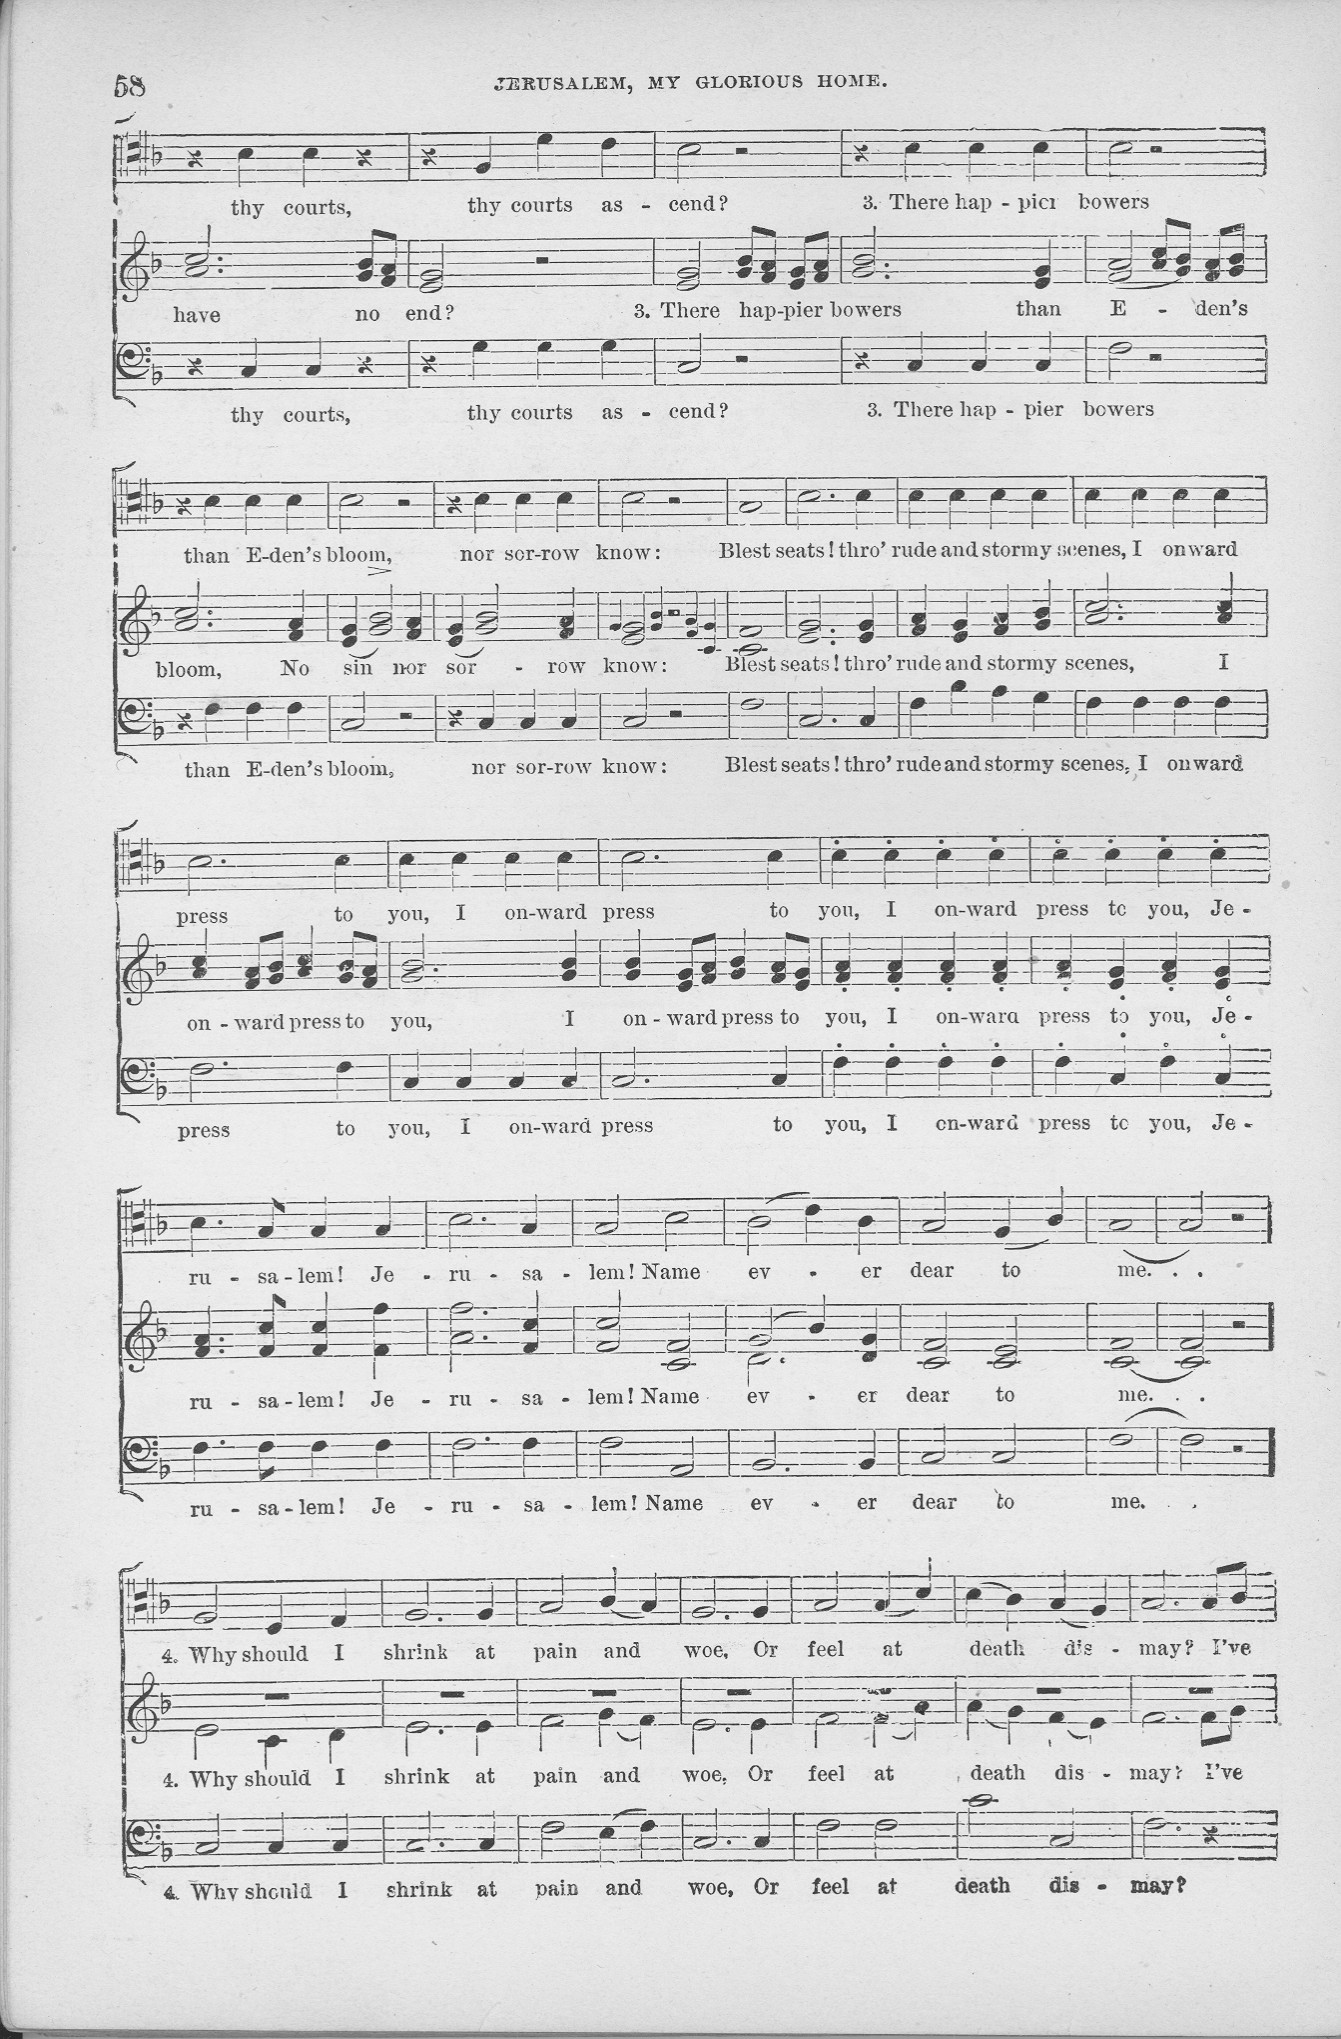 58
JERUSALEM, MY GLORIOUS HOME.
thy courts, thy courts as - cend? 3. There hap - pier bowers
have no end? 3. There hap-pier bowers than E - den's
thy courts, thy courts as - cend? 3. There hap - pier bowers
than E-den's bloom, nor sor-row know: Blest seats! thro' rude and stormy scenes, I onward
bloom, No sin nor sor - row know: Blest seats! thro' rude and stormy scenes, I
than E-den's bloom, nor sor-row know: Blest seats! thro' rude and stormy scenes, I onward
press to you, I on-ward press to you, I on-ward press to you, Je -
on - ward press to you, I on - ward press to you, I on-ward press to you, Je -
press to you, I on-ward press to you, I on-ward press to you, Je -
ru - sa - lem! Je - ru - sa - lem! Name ev - er dear to me. . .
ru - sa - lem! Je - ru - sa - lem! Name ev - er dear to me. . .
ru - sa - lem! Je - ru - sa - lem! Name ev - er dear to me. . .
4. Why should I shrink at pain and woe, Or feel at death dis - may? I've
4. Why should I shrink at pain and woe, Or feel at death dis - may? I've
4. Why should I shrink at pain and woe, Or feel at death dis - may?